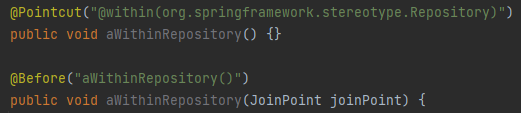 @Pointcut("@within(org.springframework.stereotype.Repository)")
public void aWithinRepository() {}
@Before("aWithinRepository()")
public void aWithinRepository(JoinPoint joinPoint) {